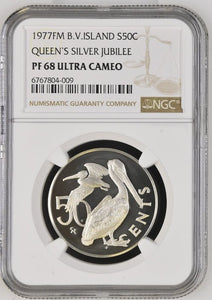 1977FM B.V.ISLAND S50C
QUEEN'S SILVER JUBILEE
PF 68 ULTRA CAMEO
6767804-009
NUMISMATIC GUARANTY COMPANY
NGC
50
CENTS